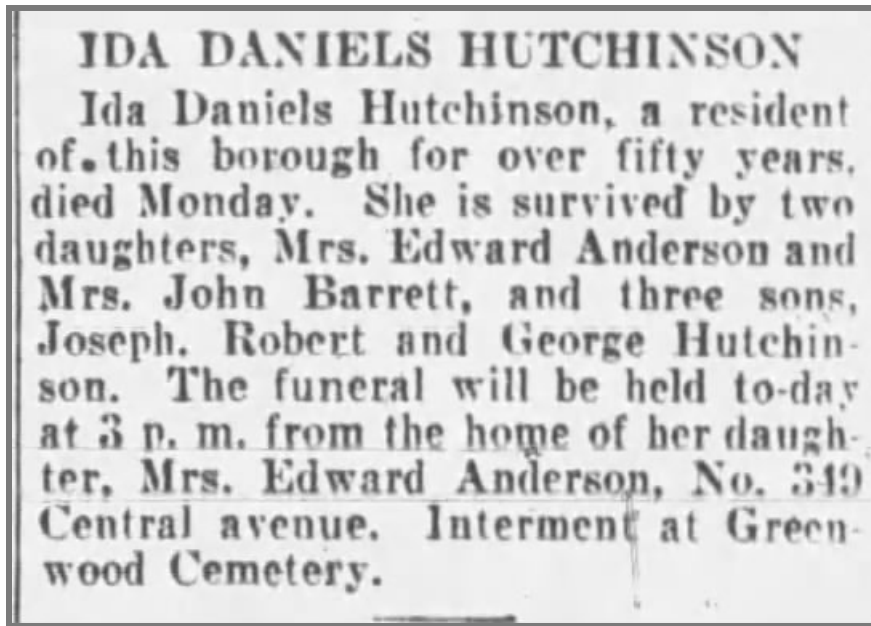 IDA DANIELS HUTCHINSON
Ida Daniels Hutchinson, a resident
of this borough for over fifty years,
died Monday. She is survived by two
daughters, Mrs. Edward Anderson and
Mrs. John Barrett, and three sons,
Joseph, Robert and George Hutchin-
son. The funeral will be held to-day
at 3 p. m. from the home of her daugh-
ter, Mrs. Edward Anderson, No. 349
Central avenue. Interment at Green-
wood Cemetery.